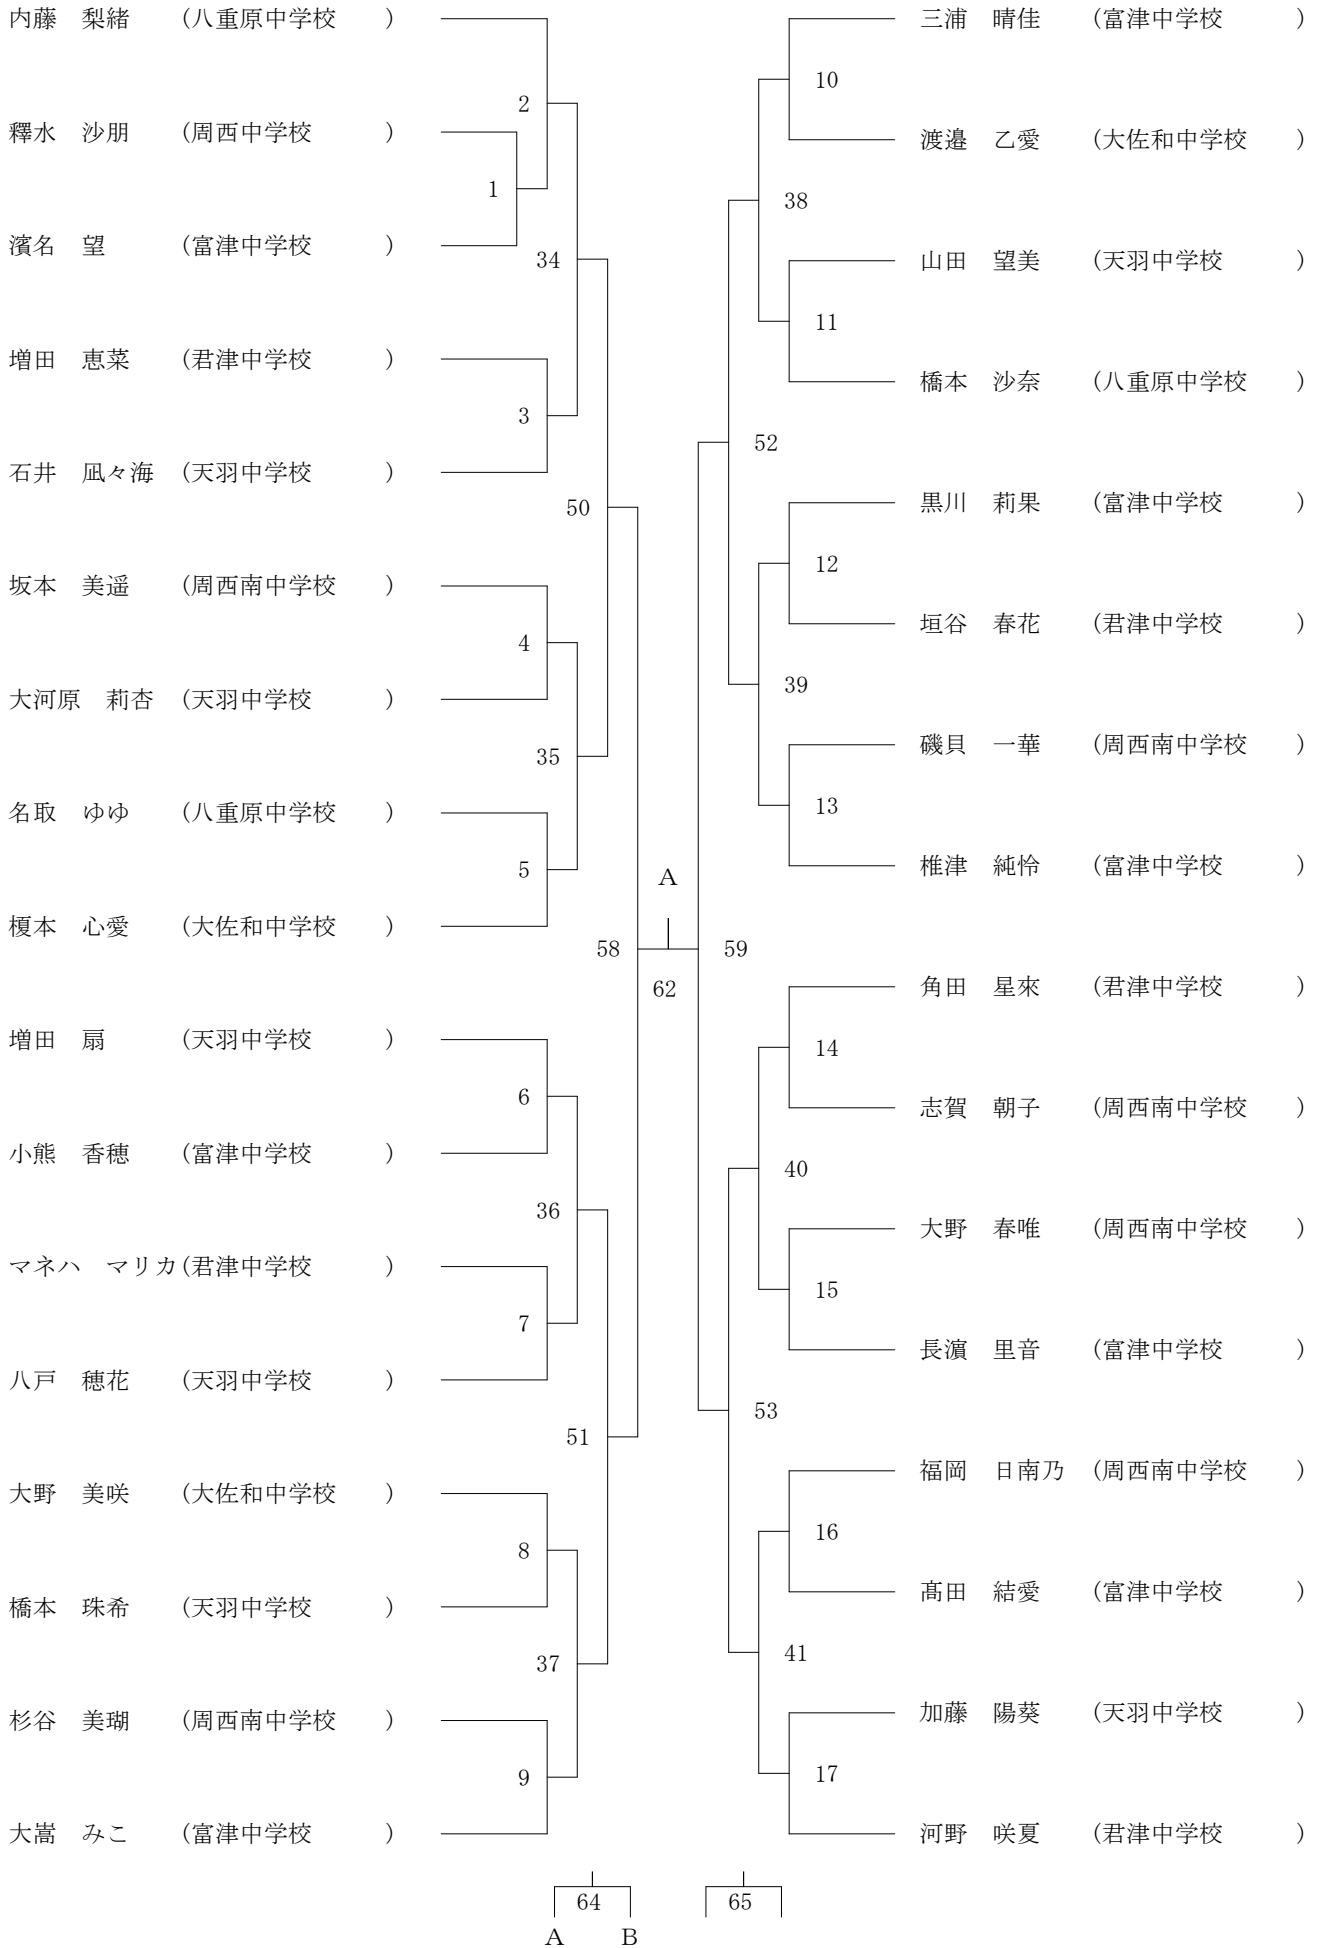 内藤　梨緒　　(八重原中学校　　)
釋水　沙朋　　(周西中学校　　　)
濱名　望　　　(富津中学校　　　)
増田　恵菜　　(君津中学校　　　)
石井　凪々海　(天羽中学校　　　)
坂本　美遥　　(周西南中学校　　)
大河原　莉杏　(天羽中学校　　　)
名取　ゆゆ　　(八重原中学校　　)
榎本　心愛　　(大佐和中学校　　)
増田　扇　　　(天羽中学校　　　)
小熊　香穂　　(富津中学校　　　)
マネハ　マリカ(君津中学校　　　)
八戸　穂花　　(天羽中学校　　　)
大野　美咲　　(大佐和中学校　　)
橋本　珠希　　(天羽中学校　　　)
杉谷　美瑚　　(周西南中学校　　)
大嵩　みこ　　(富津中学校　　　)
2
1
34
3
50
4
35
5
58
6
36
7
51
8
37
9
A
62
59
10
38
11
52
12
39
13
14
40
15
53
16
41
17
三浦　晴佳　　(富津中学校　　　)
渡邉　乙愛　　(大佐和中学校　　)
山田　望美　　(天羽中学校　　　)
橋本　沙奈　　(八重原中学校　　)
黒川　莉果　　(富津中学校　　　)
垣谷　春花　　(君津中学校　　　)
磯貝　一華　　(周西南中学校　　)
椎津　純怜　　(富津中学校　　　)
角田　星來　　(君津中学校　　　)
志賀　朝子　　(周西南中学校　　)
大野　春唯　　(周西南中学校　　)
長濵　里音　　(富津中学校　　　)
福岡　日南乃　(周西南中学校　　)
髙田　結愛　　(富津中学校　　　)
加藤　陽葵　　(天羽中学校　　　)
河野　咲夏　　(君津中学校　　　)
64
65
A　B